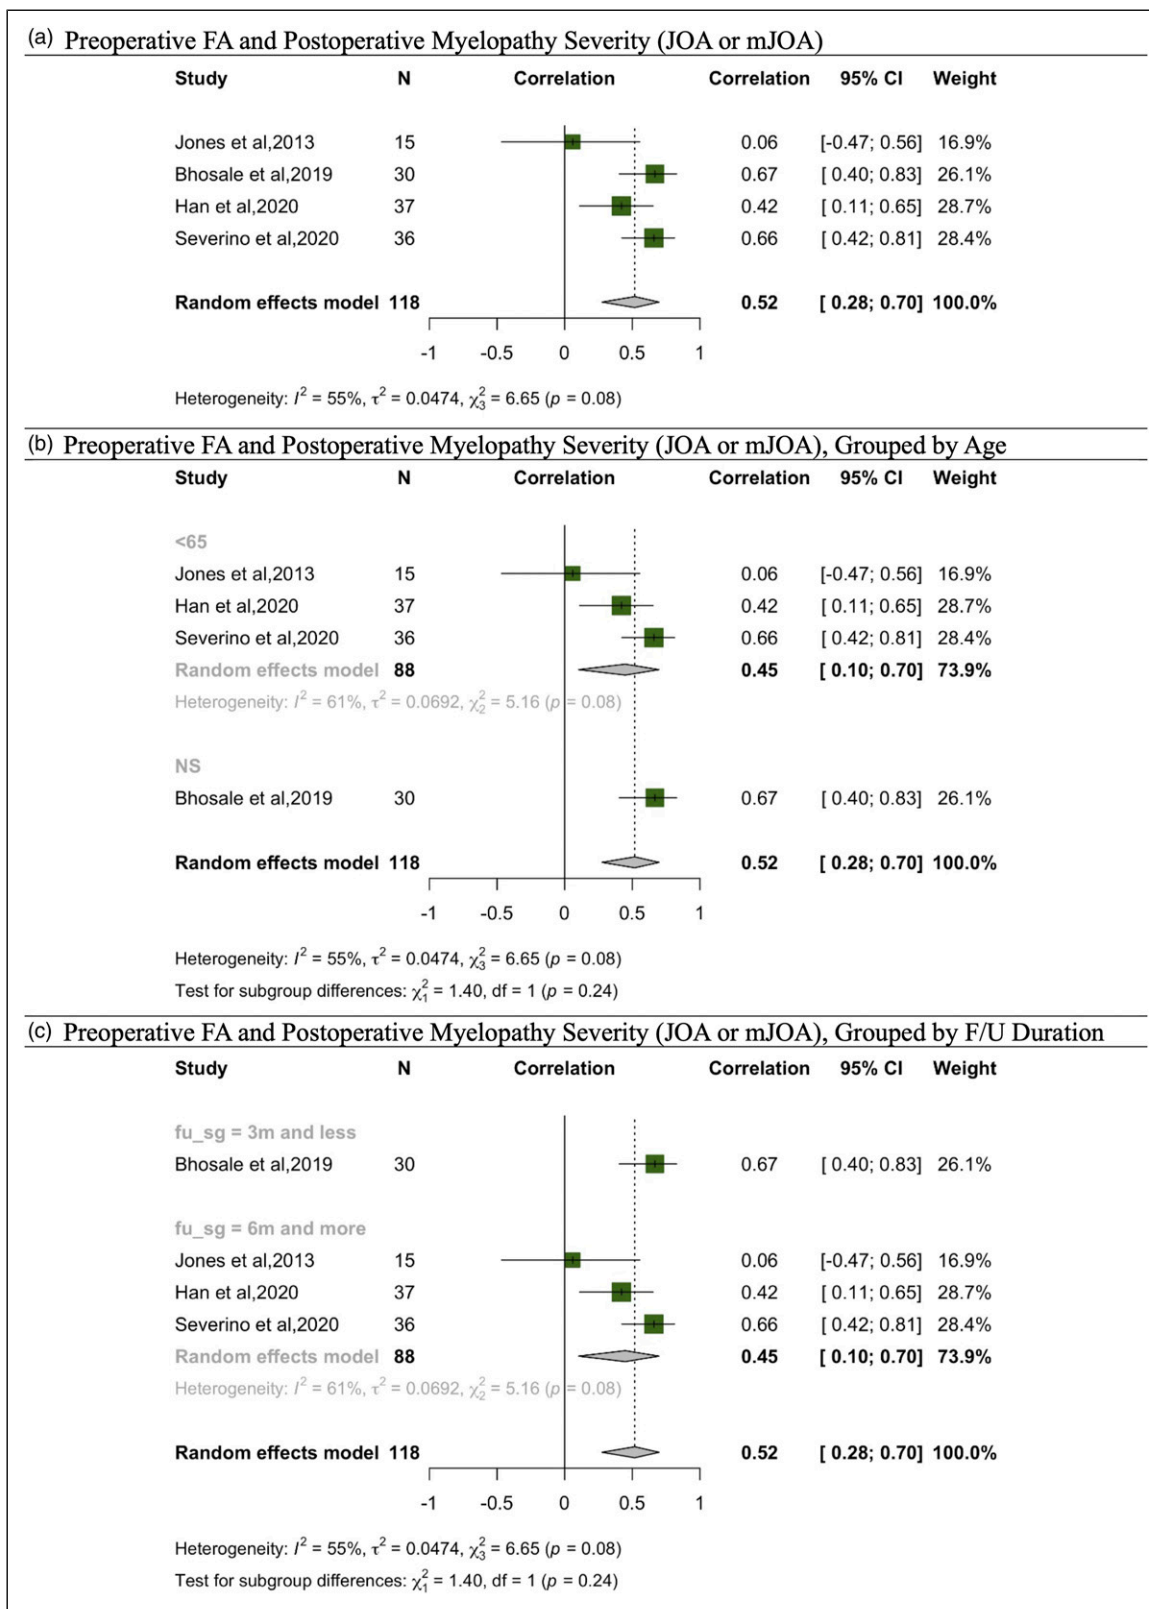 (a) Preoperative FA and Postoperative Myelopathy Severity (JOA or mJOA)
Study N Correlation Correlation 95% CI Weight
Jones et al,2013 15 0.06 [-0.47; 0.56] 16.9%
Bhosale et al,2019 30 0.67 [ 0.40; 0.83] 26.1%
Han et al,2020 37 0.42 [ 0.11; 0.65] 28.7%
Severino et al,2020 36 0.66 [ 0.42; 0.81] 28.4%
Random effects model 118 0.52 [ 0.28; 0.70] 100.0%
-1 -0.5 0 0.5 1
Heterogeneity: I² = 55%, τ² = 0.0474, χ²₃ = 6.65 (p = 0.08)
(b) Preoperative FA and Postoperative Myelopathy Severity (JOA or mJOA), Grouped by Age
Study N Correlation Correlation 95% CI Weight
<65
Jones et al,2013 15 0.06 [-0.47; 0.56] 16.9%
Han et al,2020 37 0.42 [ 0.11; 0.65] 28.7%
Severino et al,2020 36 0.66 [ 0.42; 0.81] 28.4%
Random effects model 88 0.45 [ 0.10; 0.70] 73.9%
Heterogeneity: I² = 61%, τ² = 0.0692, χ²₂ = 5.16 (p = 0.08)
NS
Bhosale et al,2019 30 0.67 [ 0.40; 0.83] 26.1%
Random effects model 118 0.52 [ 0.28; 0.70] 100.0%
-1 -0.5 0 0.5 1
Heterogeneity: I² = 55%, τ² = 0.0474, χ²₃ = 6.65 (p = 0.08)
Test for subgroup differences: χ²₁ = 1.40, df = 1 (p = 0.24)
(c) Preoperative FA and Postoperative Myelopathy Severity (JOA or mJOA), Grouped by F/U Duration
Study N Correlation Correlation 95% CI Weight
fu_sg = 3m and less
Bhosale et al,2019 30 0.67 [ 0.40; 0.83] 26.1%
fu_sg = 6m and more
Jones et al,2013 15 0.06 [-0.47; 0.56] 16.9%
Han et al,2020 37 0.42 [ 0.11; 0.65] 28.7%
Severino et al,2020 36 0.66 [ 0.42; 0.81] 28.4%
Random effects model 88 0.45 [ 0.10; 0.70] 73.9%
Heterogeneity: I² = 61%, τ² = 0.0692, χ²₂ = 5.16 (p = 0.08)
Random effects model 118 0.52 [ 0.28; 0.70] 100.0%
-1 -0.5 0 0.5 1
Heterogeneity: I² = 55%, τ² = 0.0474, χ²₃ = 6.65 (p = 0.08)
Test for subgroup differences: χ²₁ = 1.40, df = 1 (p = 0.24)